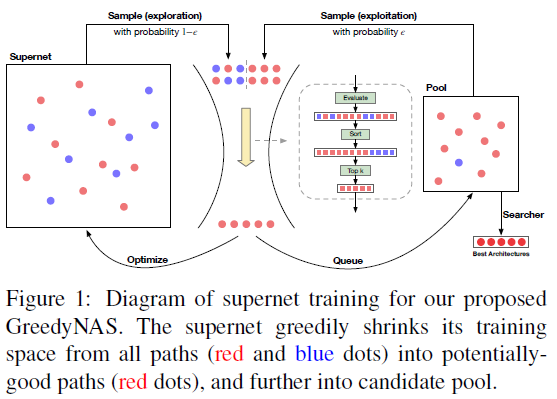 Sample (exploration)
with probability 1−ϵ
Sample (exploitation)
with probability ϵ
Supernet
Pool
Evaluate
Sort
Top k
Searcher
Best Architectures
Optimize
Queue
Figure 1: Diagram of supernet training for our proposed
GreedyNAS. The supernet greedily shrinks its training
space from all paths (red and blue dots) into potentially-
good paths (red dots), and further into candidate pool.